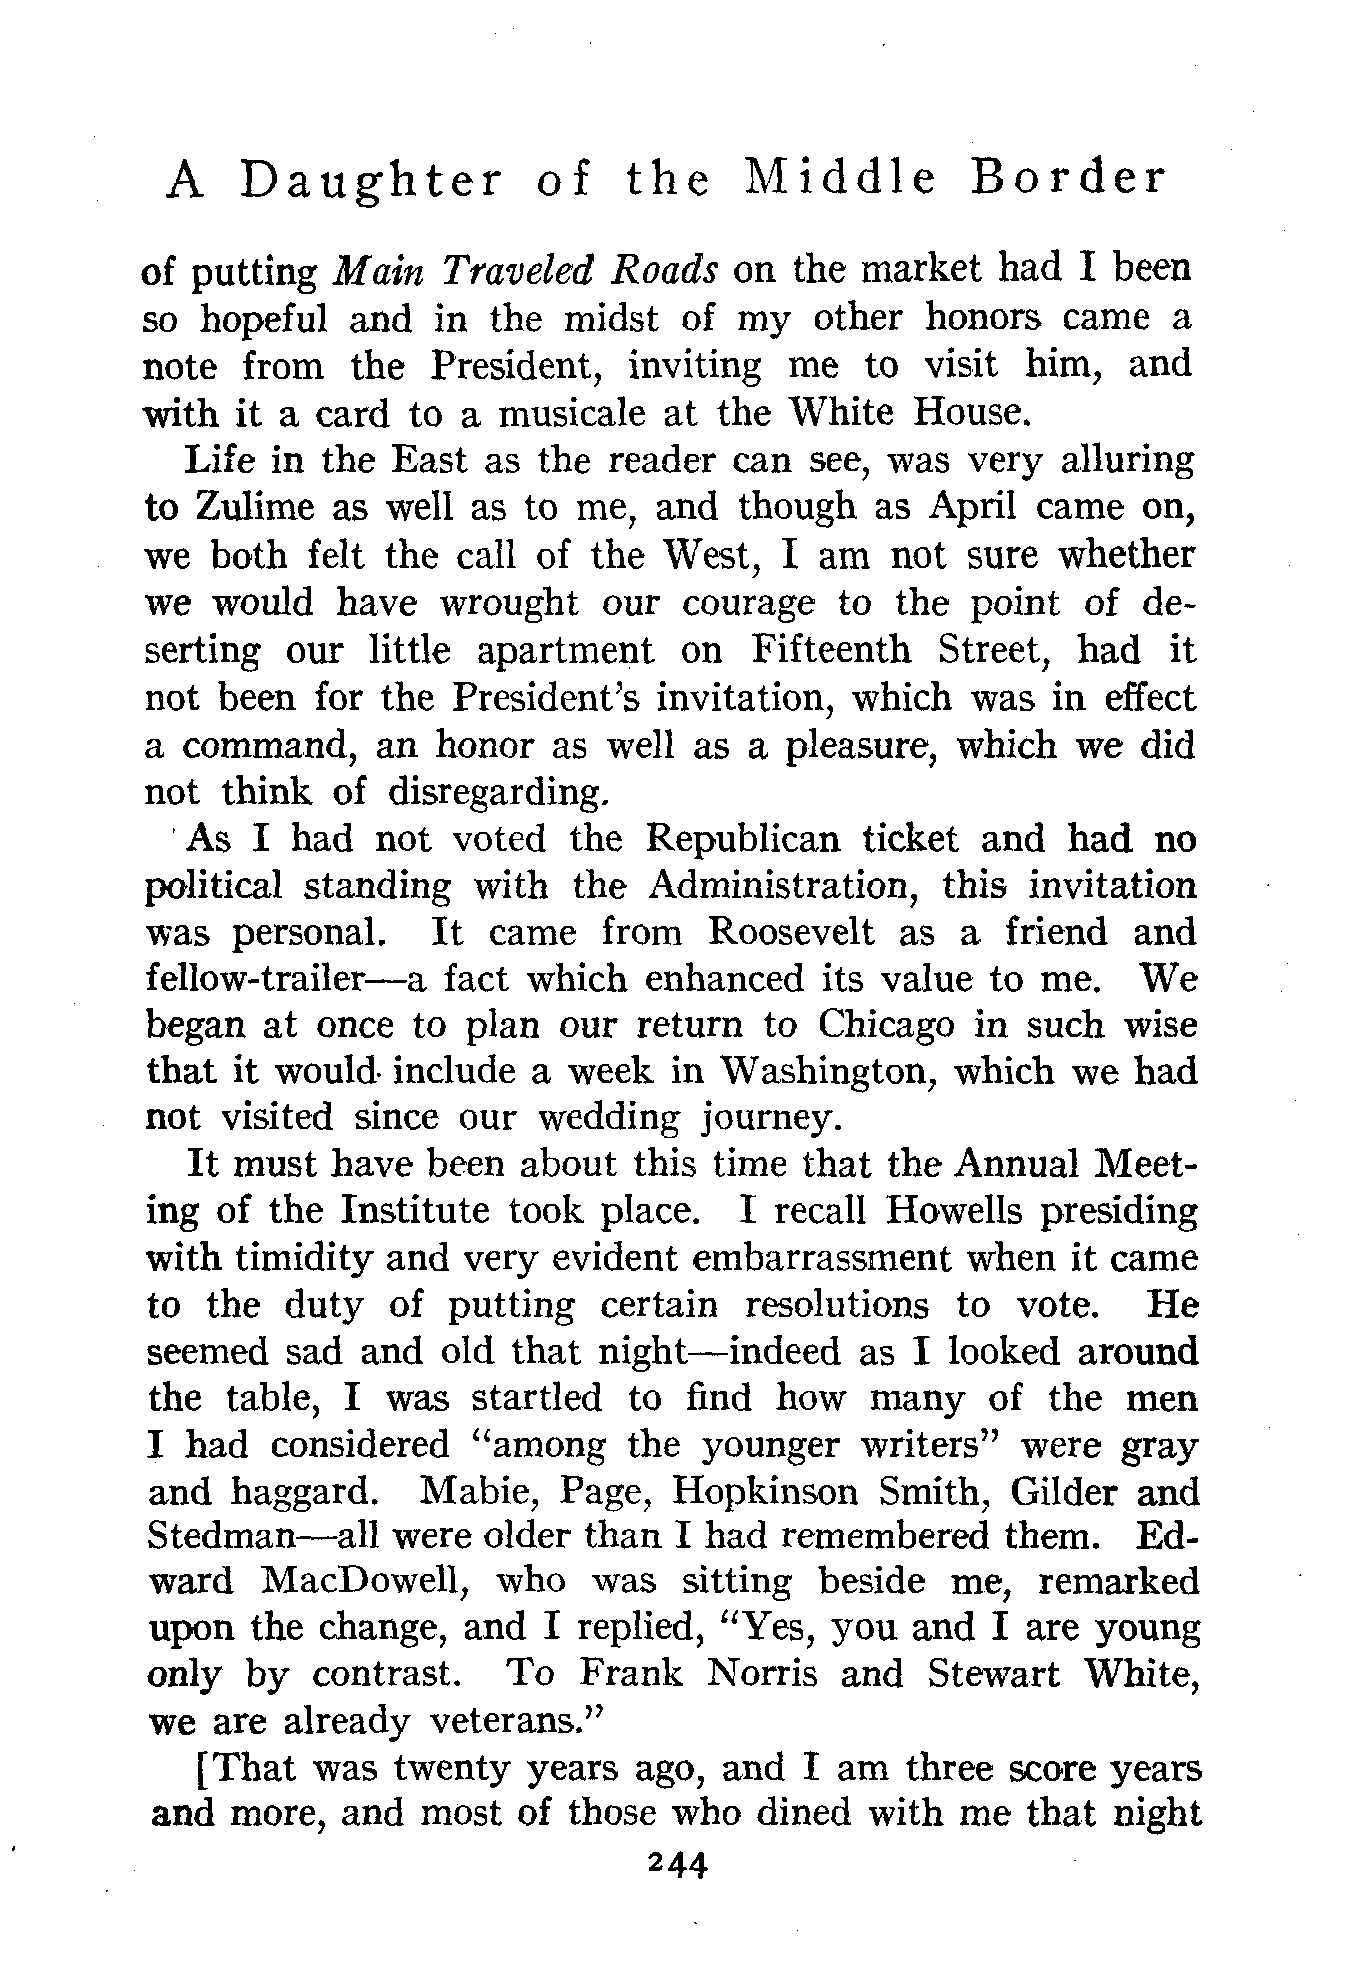 A Daughter of the Middle Border
of putting Main Traveled Roads on the market had I been
so hopeful and in the midst of my other honors came a
note from the President, inviting me to visit him, and
with it a card to a musicale at the White House.
Life in the East as the reader can see, was very alluring
to Zulime as well as to me, and though as April came on,
we both felt the call of the West, I am not sure whether
we would have wrought our courage to the point of de-
serting our little apartment on Fifteenth Street, had it
not been for the President's invitation, which was in effect
a command, an honor as well as a pleasure, which we did
not think of disregarding.
As I had not voted the Republican ticket and had no
political standing with the Administration, this invitation
was personal. It came from Roosevelt as a friend and
fellow-trailer—a fact which enhanced its value to me. We
began at once to plan our return to Chicago in such wise
that it would include a week in Washington, which we had
not visited since our wedding journey.
It must have been about this time that the Annual Meet-
ing of the Institute took place. I recall Howells presiding
with timidity and very evident embarrassment when it came
to the duty of putting certain resolutions to vote. He
seemed sad and old that night—indeed as I looked around
the table, I was startled to find how many of the men
I had considered "among the younger writers" were gray
and haggard. Mabie, Page, Hopkinson Smith, Gilder and
Stedman—all were older than I had remembered them. Ed-
ward MacDowell, who was sitting beside me, remarked
upon the change, and I replied, "Yes, you and I are young
only by contrast. To Frank Norris and Stewart White,
we are already veterans."
[That was twenty years ago, and I am three score years
and more, and most of those who dined with me that night
244